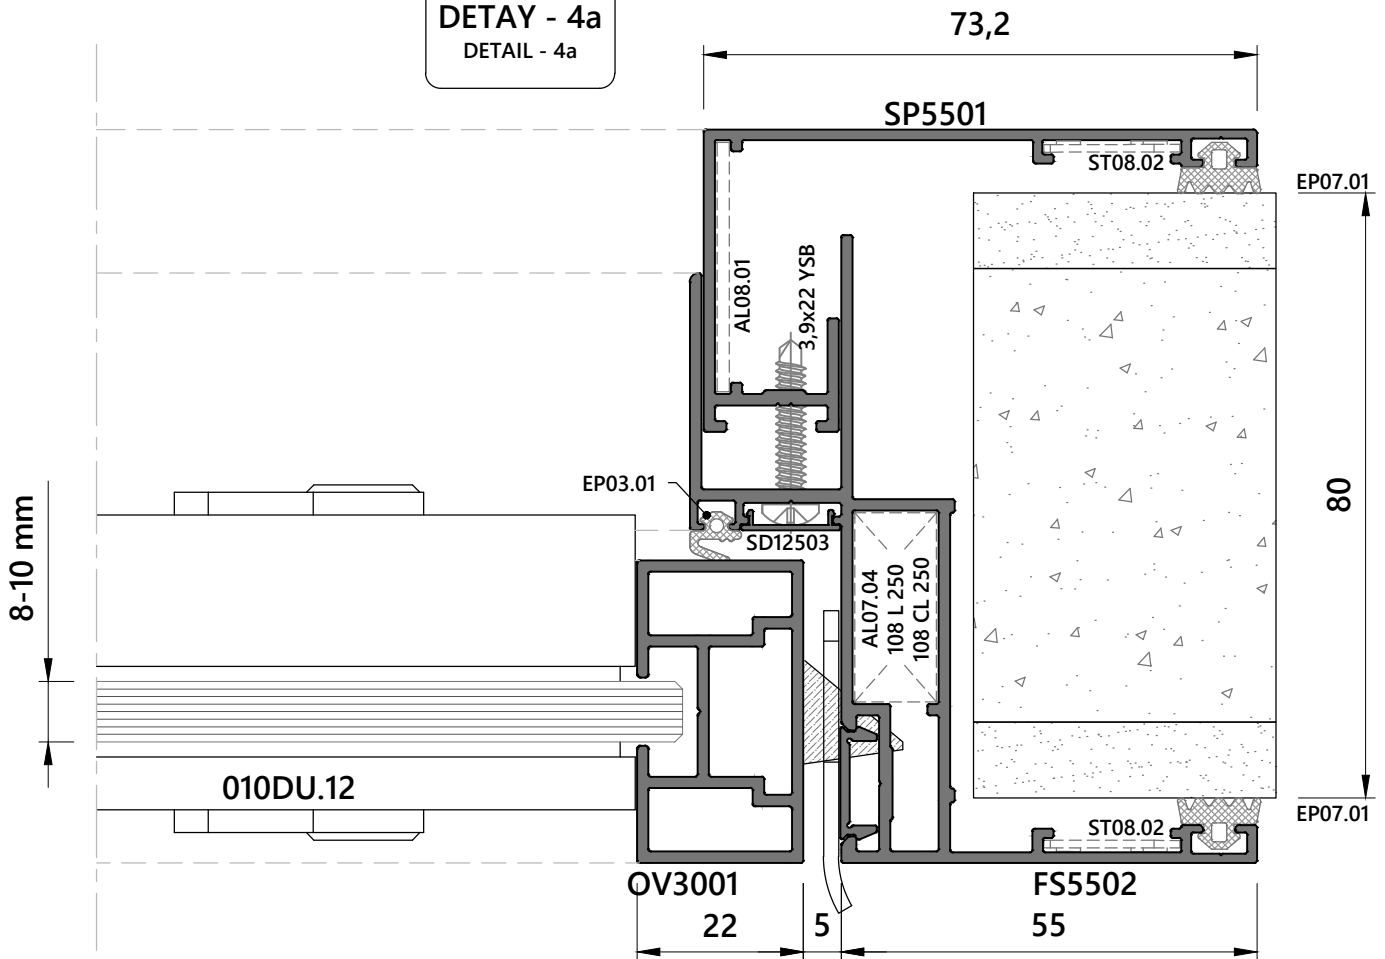 DETAY - 4a
DETAIL - 4a
73,2
SP5501
ST08.02
EP07.01
AL08.01
3,9x22 YSB
EP03.01
80
8-10 mm
SD12503
AL07.04
108 L 250
108 CL 250
010DU.12
ST08.02
EP07.01
OV3001
FS5502
22
5
55